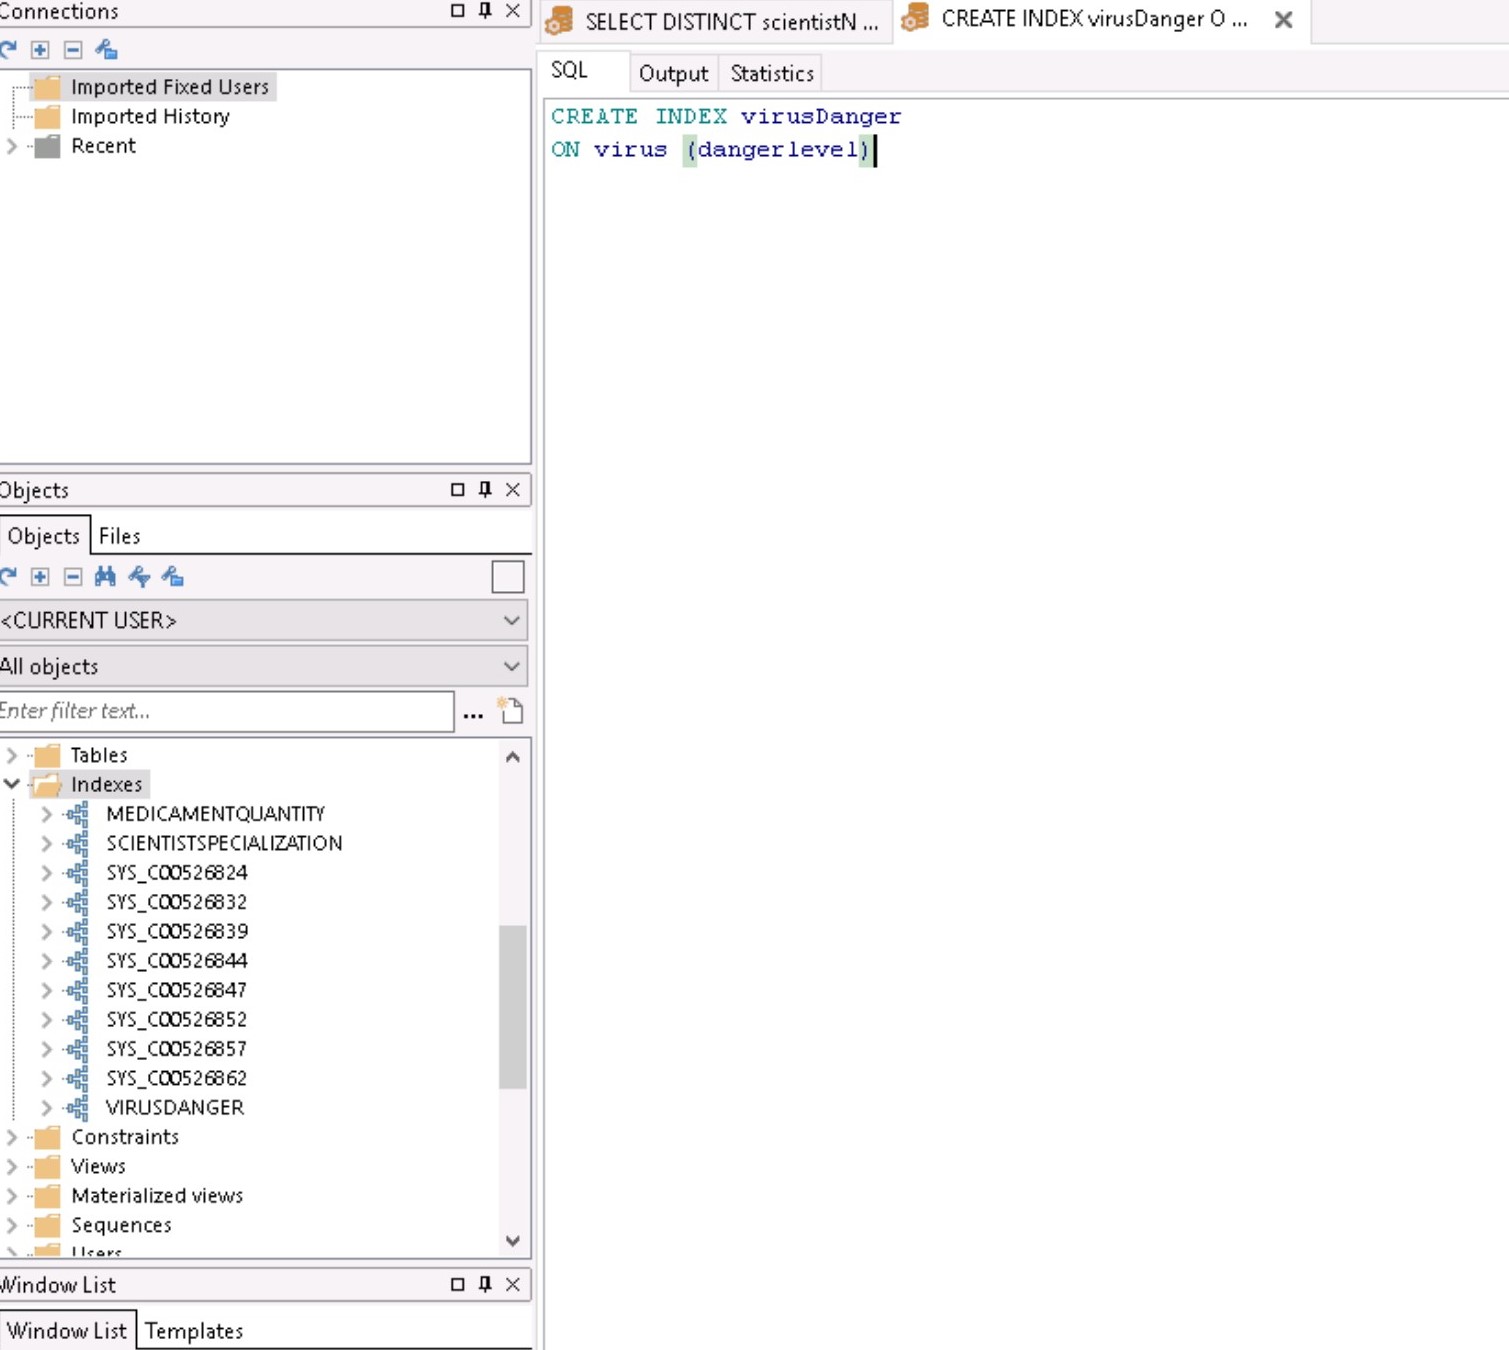 Connections
Imported Fixed Users
Imported History
Recent
Objects
Objects Files
<CURRENT USER>
All objects
Enter filter text...
...
Tables
Indexes
MEDICAMENTQUANTITY
SCIENTISTSPECIALIZATION
SYS_C00526824
SYS_C00526832
SYS_C00526839
SYS_C00526844
SYS_C00526847
SYS_C00526852
SYS_C00526857
SYS_C00526862
VIRUSDANGER
Constraints
Views
Materialized views
Sequences
Users
Window List
Window List Templates
SELECT DISTINCT scientistN ... CREATE INDEX virusDanger O ...
SQL Output Statistics
CREATE INDEX virusDanger
ON virus (dangerlevel)